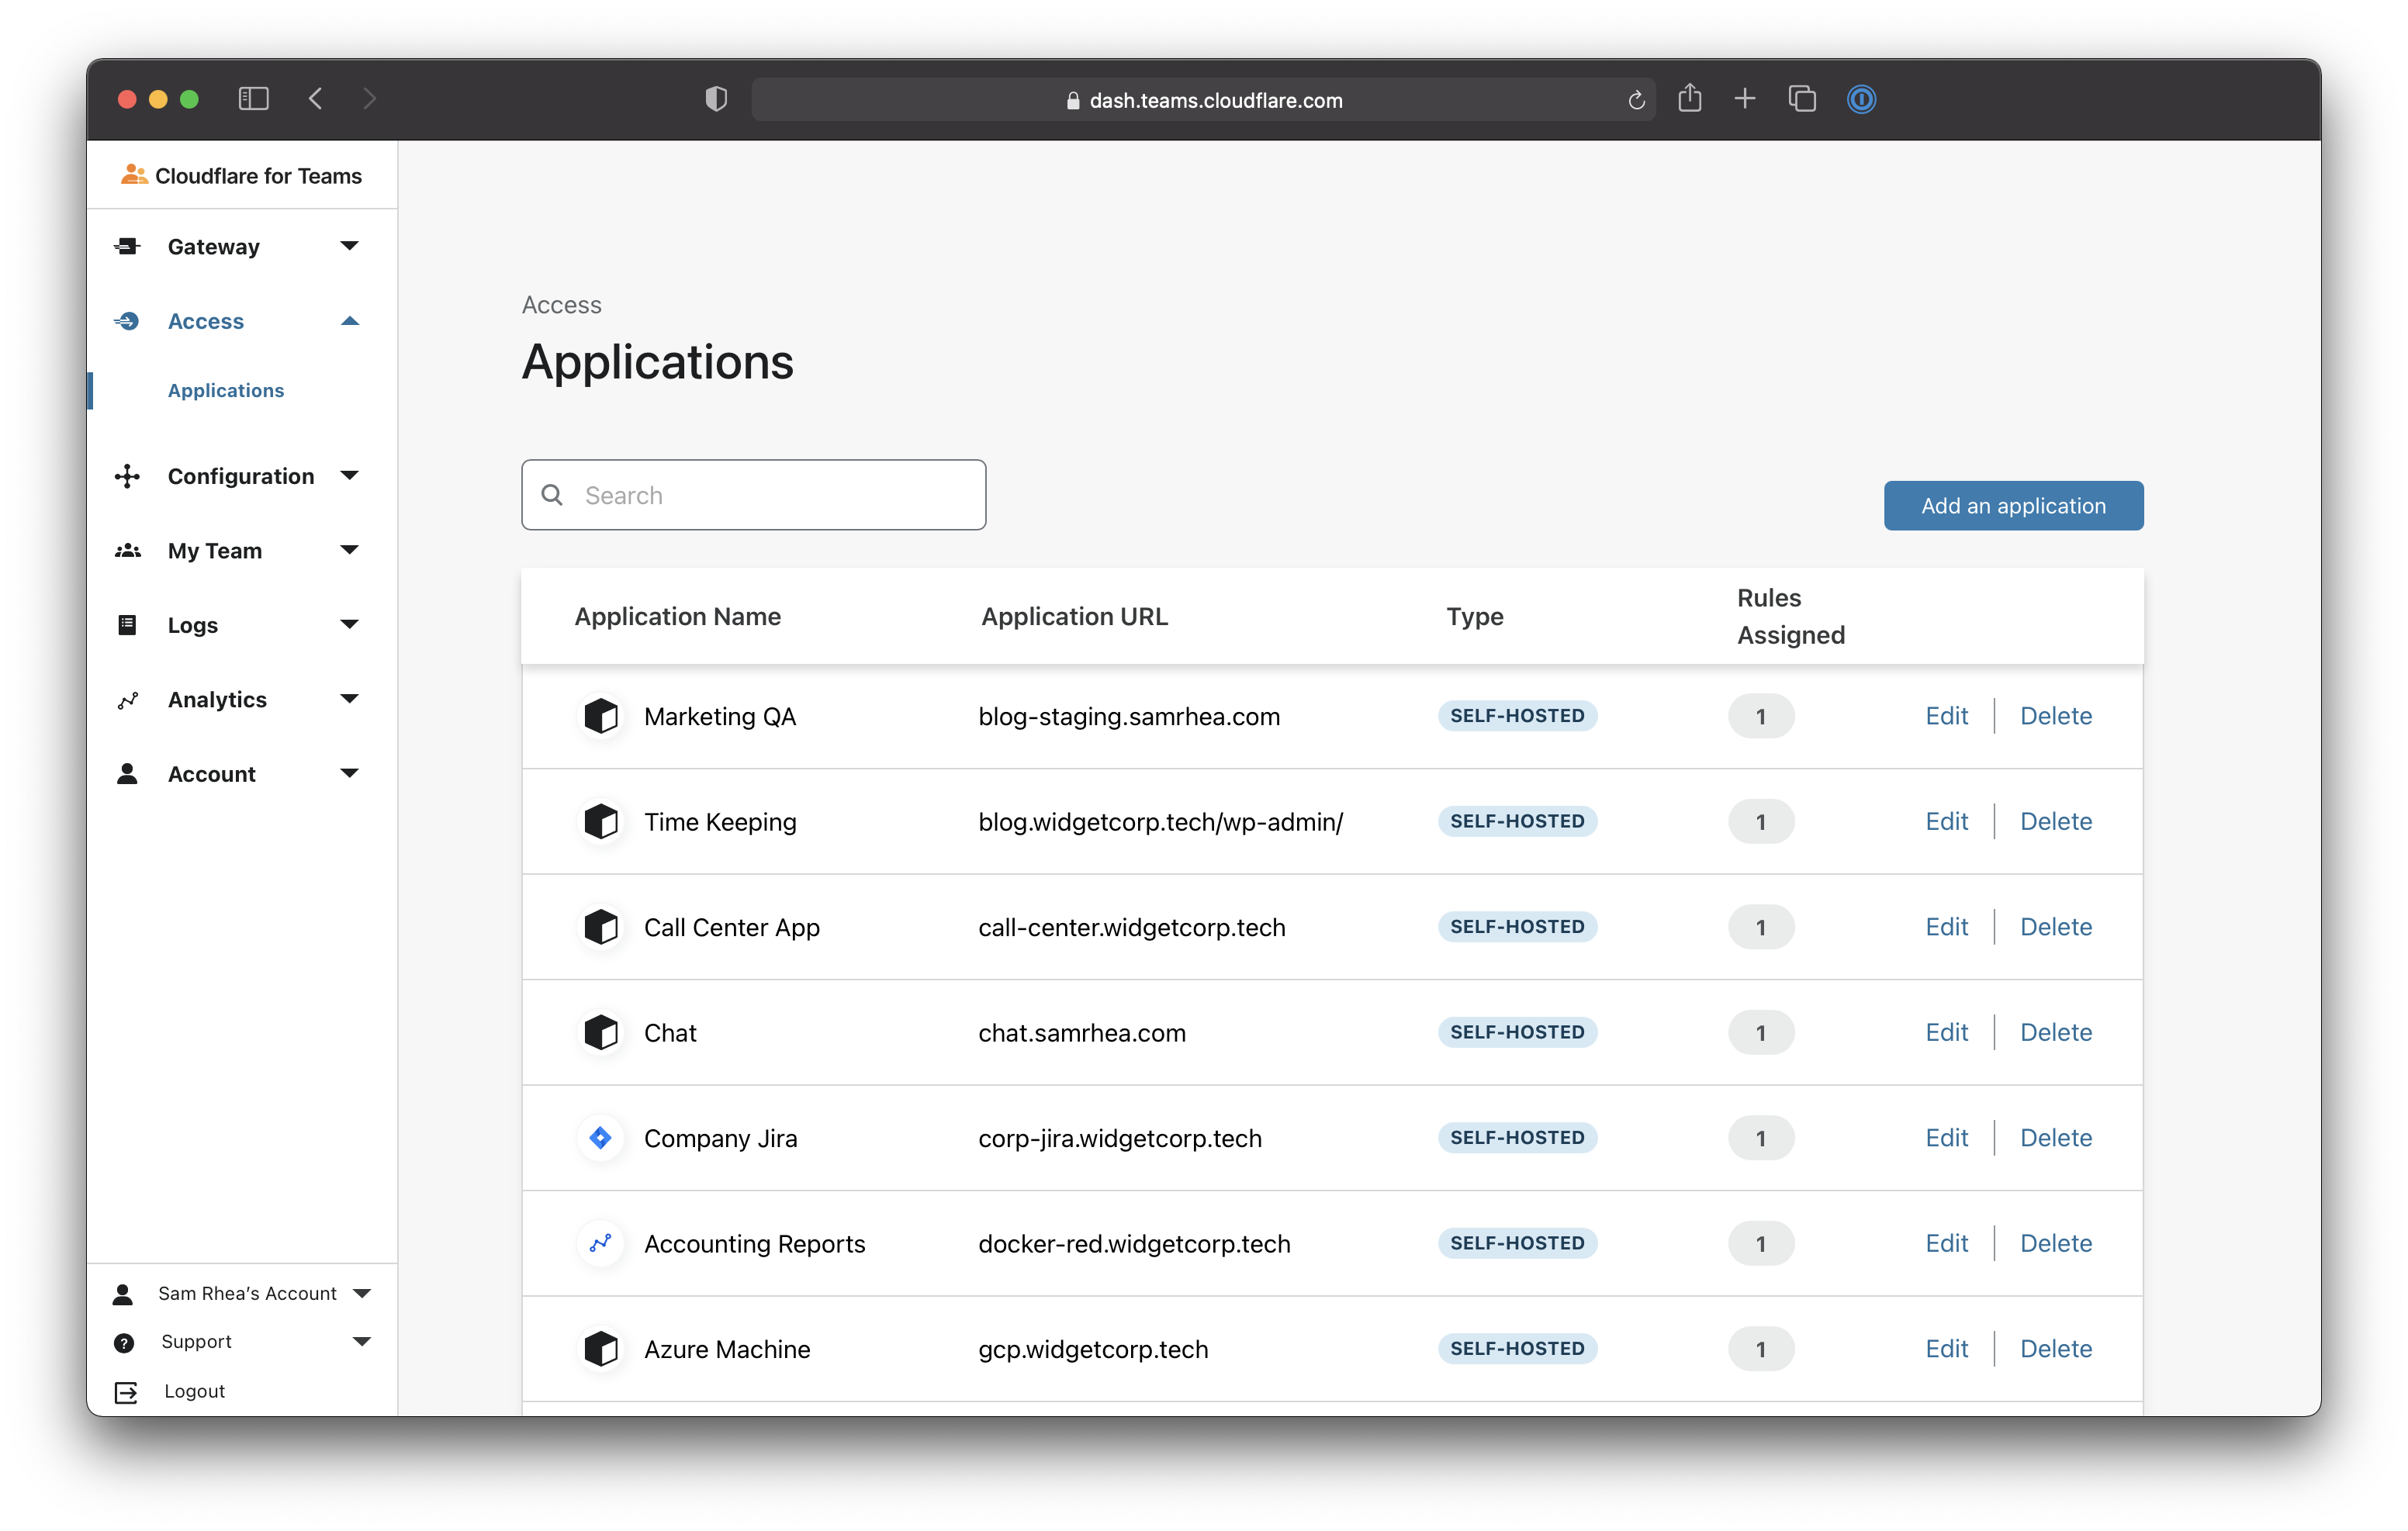 dash.teams.cloudflare.com
Cloudflare for Teams
Gateway
Access
Applications
Configuration
My Team
Logs
Analytics
Account
Sam Rhea’s Account
Support
Logout
Access
Applications
Search
Add an application
Application Name Application URL Type Rules Assigned
Marketing QA blog-staging.samrhea.com SELF-HOSTED 1 Edit Delete
Time Keeping blog.widgetcorp.tech/wp-admin/ SELF-HOSTED 1 Edit Delete
Call Center App call-center.widgetcorp.tech SELF-HOSTED 1 Edit Delete
Chat chat.samrhea.com SELF-HOSTED 1 Edit Delete
Company Jira corp-jira.widgetcorp.tech SELF-HOSTED 1 Edit Delete
Accounting Reports docker-red.widgetcorp.tech SELF-HOSTED 1 Edit Delete
Azure Machine gcp.widgetcorp.tech SELF-HOSTED 1 Edit Delete